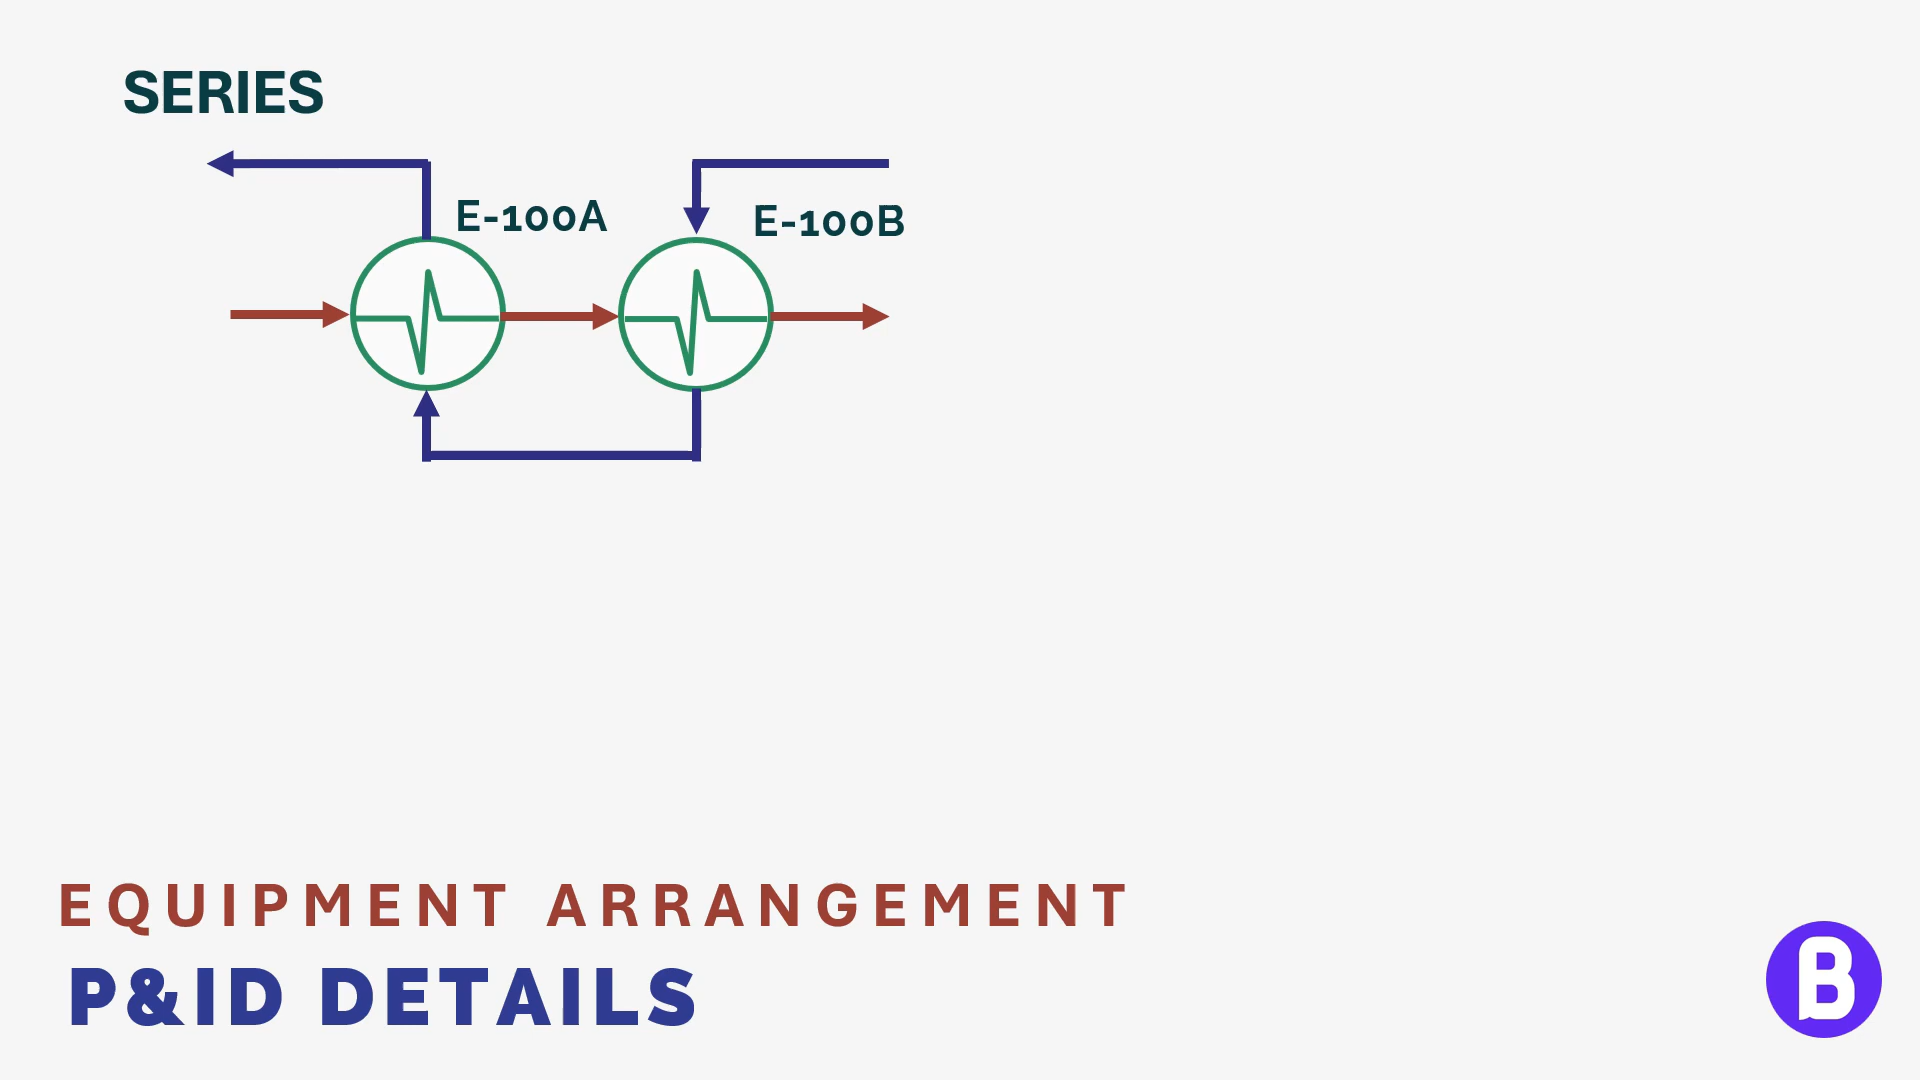 SERIES
E-100A
E-100B
EQUIPMENT ARRANGEMENT
P&ID DETAILS
B